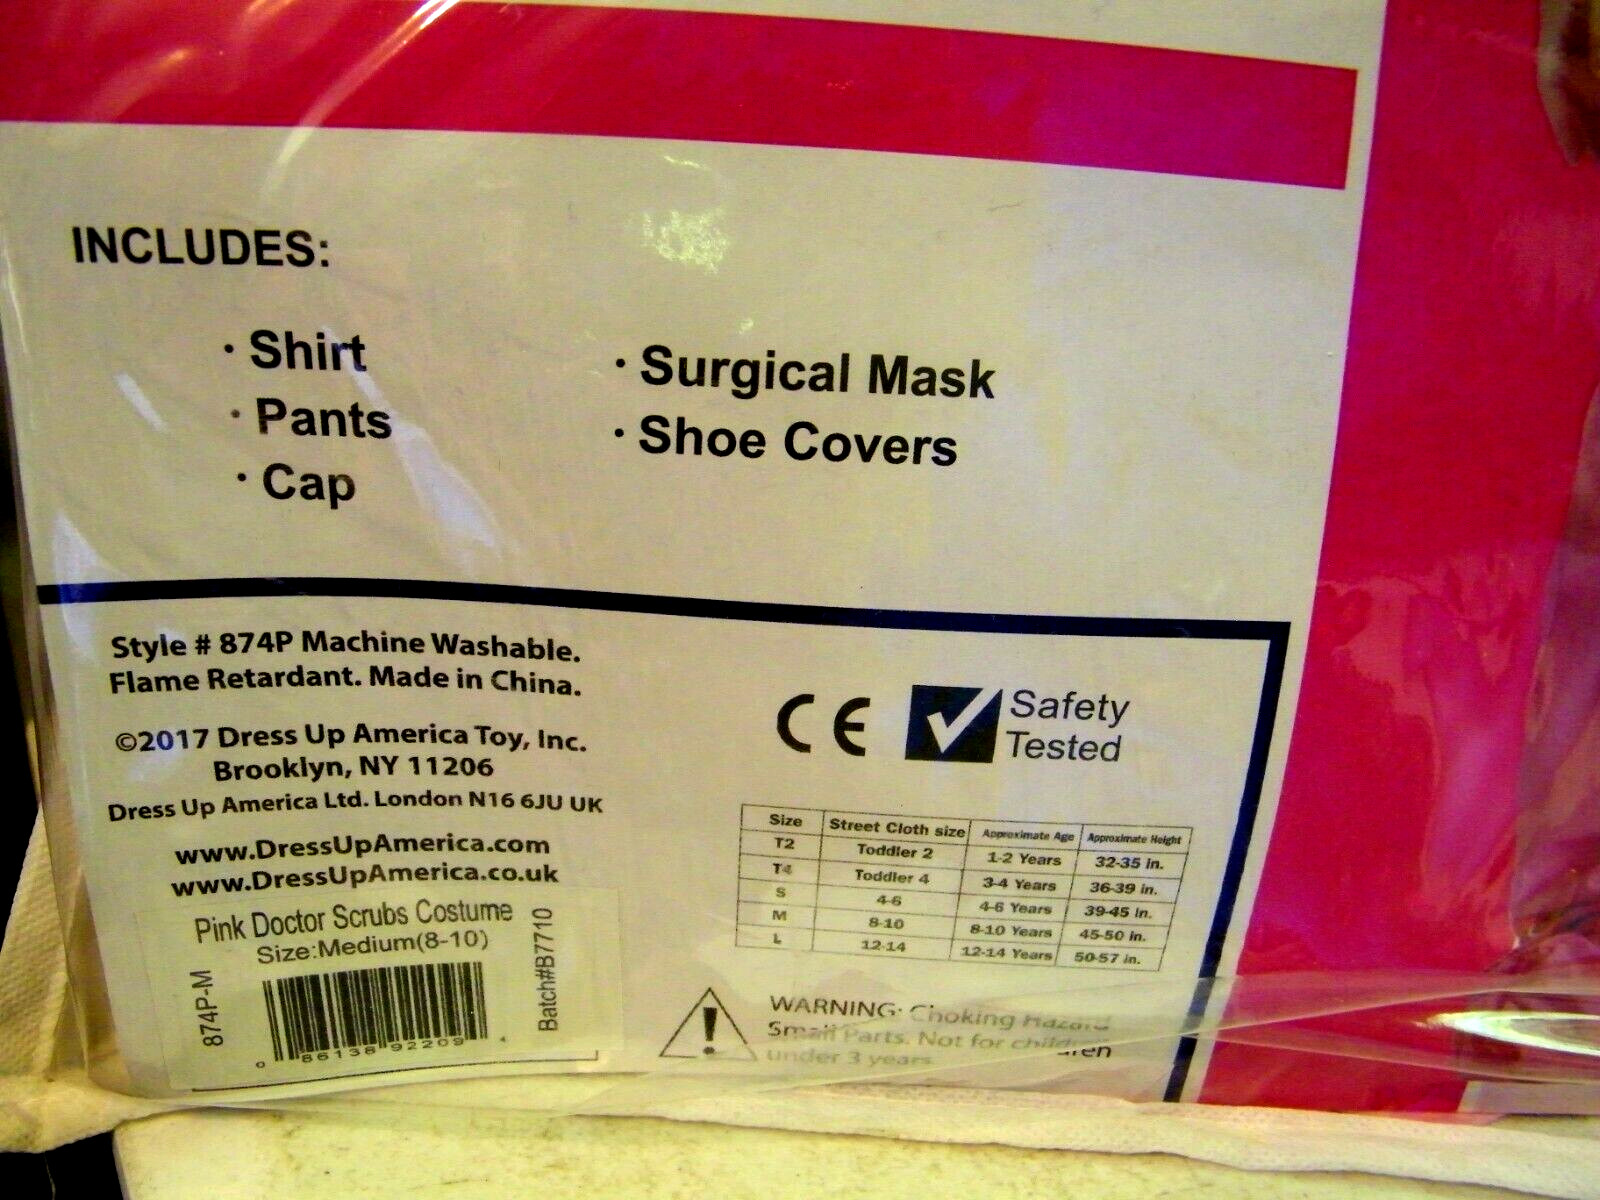 INCLUDES:
· Shirt
· Pants
· Cap
· Surgical Mask
· Shoe Covers
Style # 874P Machine Washable.
Flame Retardant. Made in China.
©2017 Dress Up America Toy, Inc.
Brooklyn, NY 11206
Dress Up America Ltd. London N16 6JU UK
www.DressUpAmerica.com
www.DressUpAmerica.co.uk
Pink Doctor Scrubs Costume
Size:Medium(8-10)
874P-M
Batch#B7710
0 86138 92209 4
CE
Safety
Tested
Size Street Cloth size Approximate Age Approximate Height
T2 Toddler 2 1-2 Years 32-35 in.
T4 Toddler 4 3-4 Years 36-39 in.
S 4-6 4-6 Years 39-45 in.
M 8-10 8-10 Years 45-50 in.
L 12-14 12-14 Years 50-57 in.
WARNING: Choking Hazard
Small Parts. Not for children
under 3 years